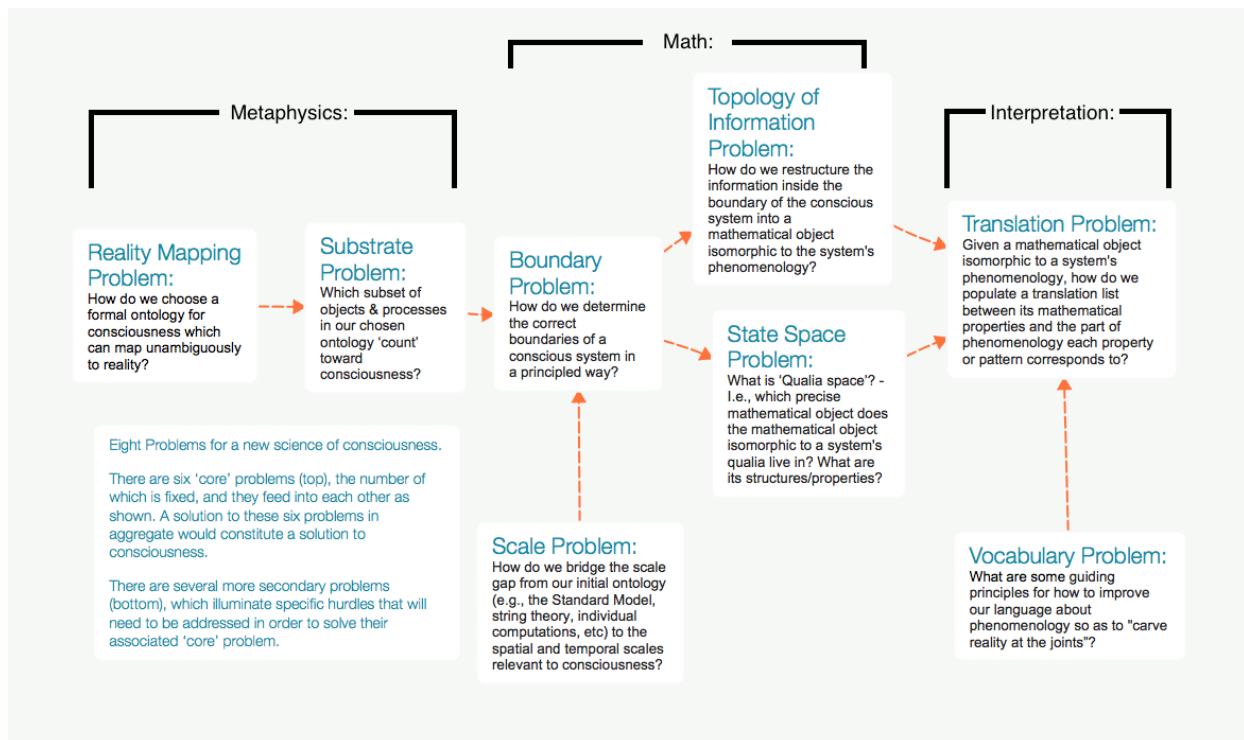 Math:
Metaphysics:
Interpretation:
Topology of
Information
Problem:
How do we restructure the
information inside the
boundary of the conscious
system into a
mathematical object
isomorphic to the system's
phenomenology?
Reality Mapping
Problem:
How do we choose a
formal ontology for
consciousness which
can map unambiguously
to reality?
Substrate
Problem:
Which subset of
objects & processes
in our chosen
ontology ‘count’
toward
consciousness?
Boundary
Problem:
How do we determine
the correct
boundaries of a
conscious system in
a principled way?
Translation Problem:
Given a mathematical object
isomorphic to a system's
phenomenology, how do we
populate a translation list
between its mathematical
properties and the part of
phenomenology each property
or pattern corresponds to?
State Space
Problem:
What is ‘Qualia space’? -
I.e., which precise
mathematical object does
the mathematical object
isomorphic to a system's
qualia live in? What are
its structures/properties?
Eight Problems for a new science of consciousness.
There are six ‘core’ problems (top), the number of
which is fixed, and they feed into each other as
shown. A solution to these six problems in
aggregate would constitute a solution to
consciousness.
There are several more secondary problems
(bottom), which illuminate specific hurdles that will
need to be addressed in order to solve their
associated ‘core’ problem.
Scale Problem:
How do we bridge the scale
gap from our initial ontology
(e.g., the Standard Model,
string theory, individual
computations, etc) to the
spatial and temporal scales
relevant to consciousness?
Vocabulary Problem:
What are some guiding
principles for how to improve
our language about
phenomenology so as to "carve
reality at the joints"?